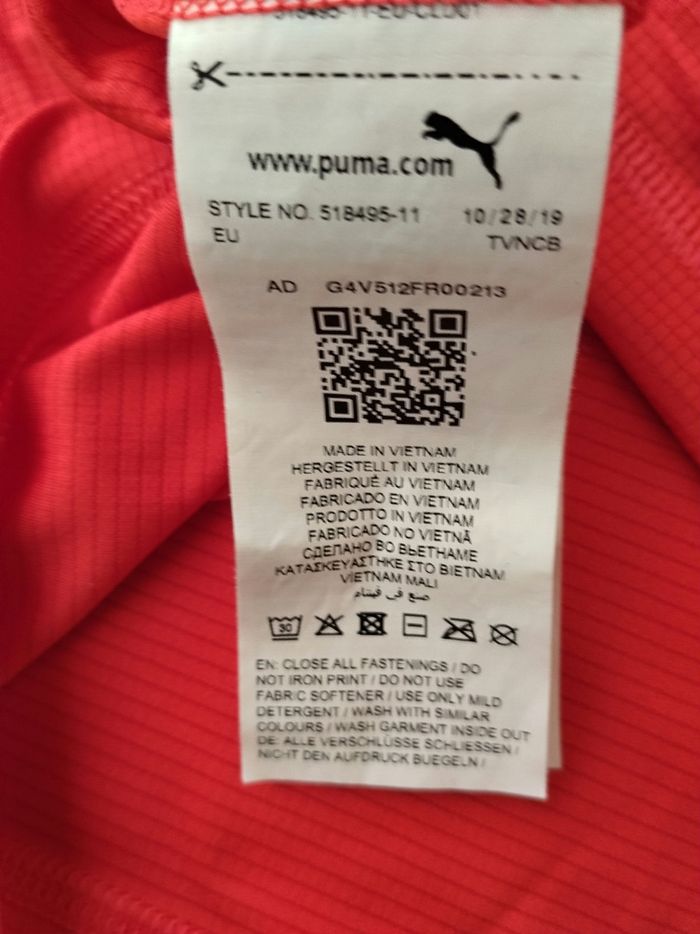 www.puma.com
STYLE NO. 518495-11 10/28/19
EU TVNCB
AD G4V512FR00213
MADE IN VIETNAM
HERGESTELLT IN VIETNAM
FABRIQUÉ AU VIETNAM
FABRICADO EN VIETNAM
PRODOTTO IN VIETNAM
FABRICADO NO VIETNÃ
СДЕЛАНО ВО ВЬЕТНАМЕ
ΚΑΤΑΣΚΕΥΑΣΤΗΚΕ ΣΤΟ ΒΙΕΤΝΑΜ
VIETNAM MALI
صنع في فيتنام
30
EN: CLOSE ALL FASTENINGS / DO
NOT IRON PRINT / DO NOT USE
FABRIC SOFTENER / USE ONLY MILD
DETERGENT / WASH WITH SIMILAR
COLOURS / WASH GARMENT INSIDE OUT
DE: ALLE VERSCHLÜSSE SCHLIESSEN /
NICHT DEN AUFDRUCK BUEGELN /